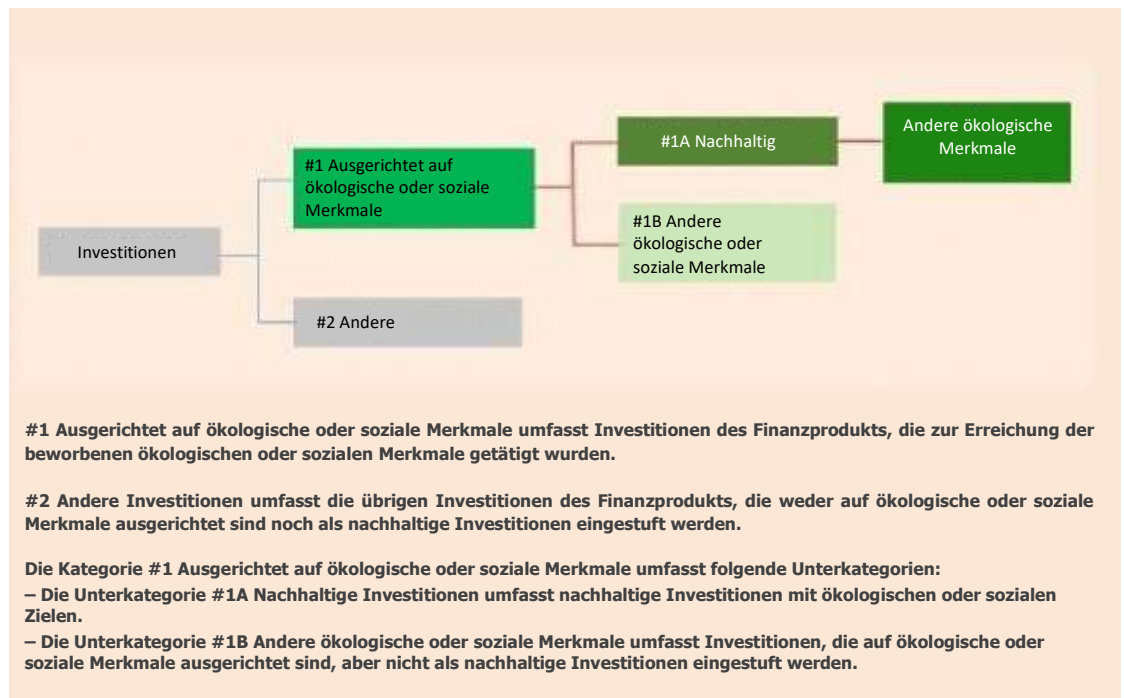 Investitionen
#1 Ausgerichtet auf
ökologische oder soziale
Merkmale
#2 Andere
#1A Nachhaltig
#1B Andere
ökologische oder
soziale Merkmale
Andere ökologische
Merkmale
#1 Ausgerichtet auf ökologische oder soziale Merkmale umfasst Investitionen des Finanzprodukts, die zur Erreichung der
beworbenen ökologischen oder sozialen Merkmale getätigt wurden.
#2 Andere Investitionen umfasst die übrigen Investitionen des Finanzprodukts, die weder auf ökologische oder soziale
Merkmale ausgerichtet sind noch als nachhaltige Investitionen eingestuft werden.
Die Kategorie #1 Ausgerichtet auf ökologische oder soziale Merkmale umfasst folgende Unterkategorien:
– Die Unterkategorie #1A Nachhaltige Investitionen umfasst nachhaltige Investitionen mit ökologischen oder sozialen
Zielen.
– Die Unterkategorie #1B Andere ökologische oder soziale Merkmale umfasst Investitionen, die auf ökologische oder
soziale Merkmale ausgerichtet sind, aber nicht als nachhaltige Investitionen eingestuft werden.